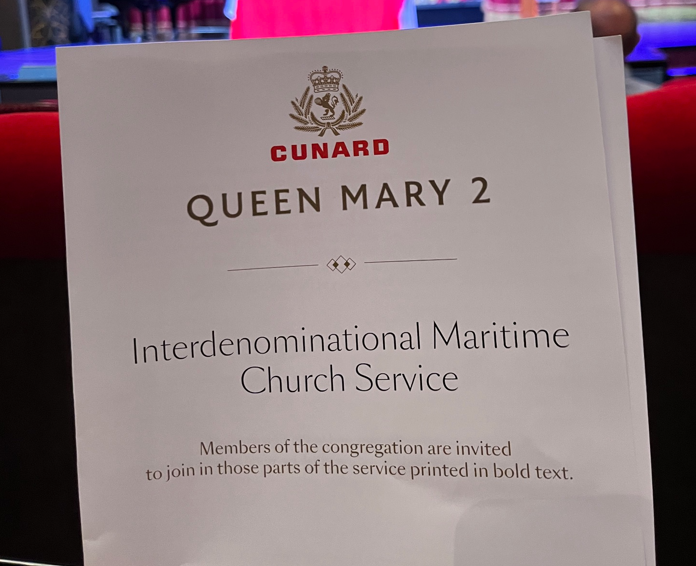 CUNARD
QUEEN MARY 2
Interdenominational Maritime
Church Service
Members of the congregation are invited
to join in those parts of the service printed in bold text.